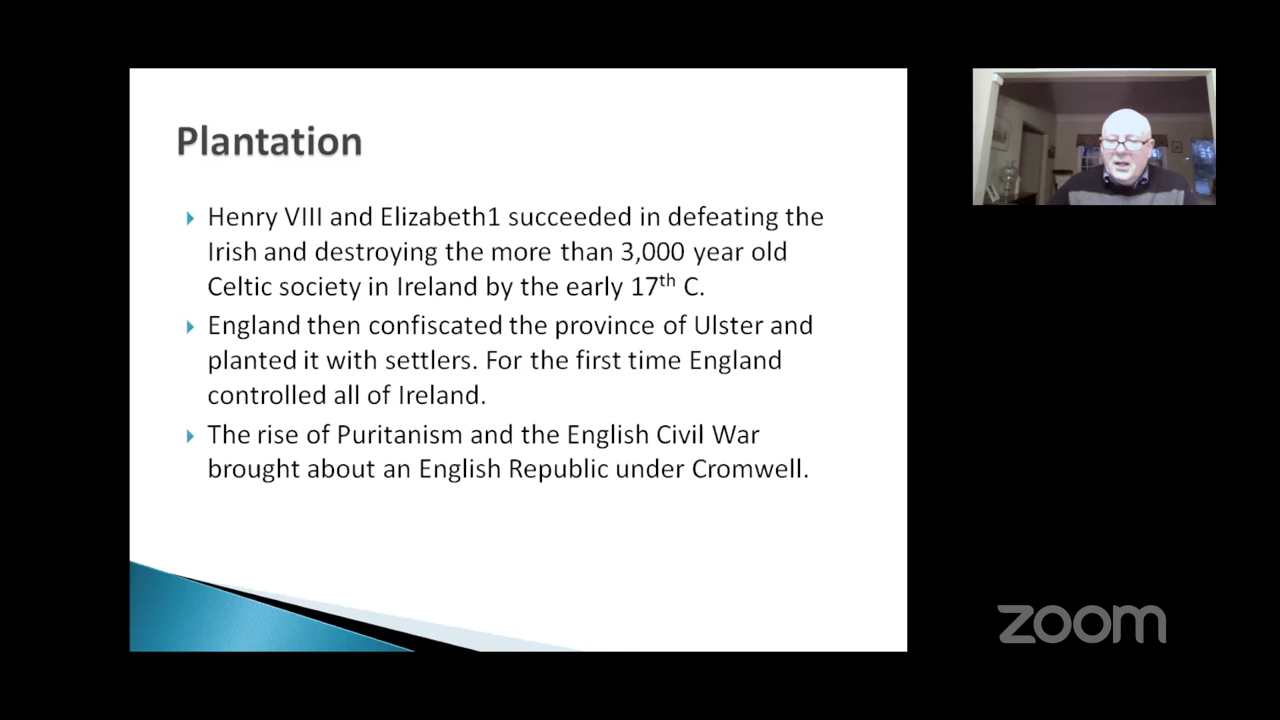 Plantation
Henry VIII and Elizabeth1 succeeded in defeating the
Irish and destroying the more than 3,000 year old
Celtic society in Ireland by the early 17th C.
England then confiscated the province of Ulster and
planted it with settlers. For the first time England
controlled all of Ireland.
The rise of Puritanism and the English Civil War
brought about an English Republic under Cromwell.
zoom